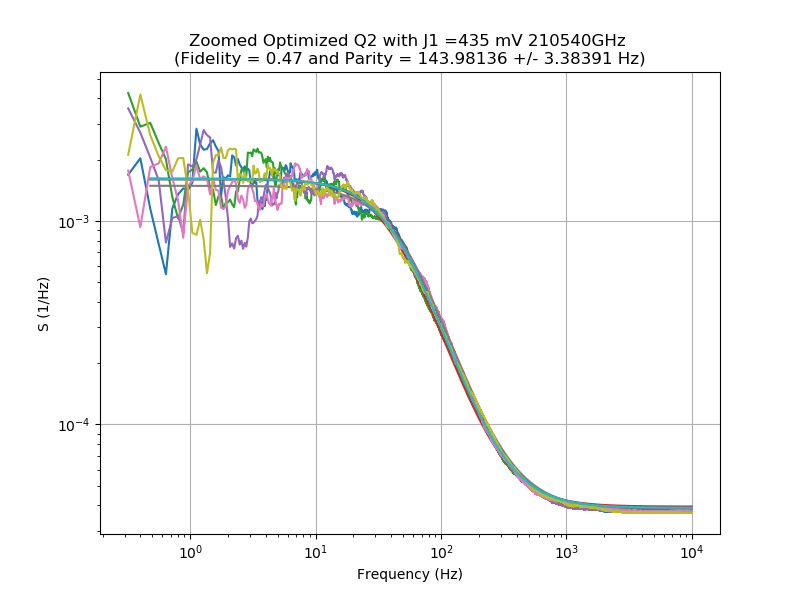 Zoomed Optimized Q2 with J1 =435 mV 210540GHz
(Fidelity = 0.47 and Parity = 143.98136 +/- 3.38391 Hz)
S (1/Hz)
10⁻³
10⁻⁴
10⁰ 10¹ 10² 10³ 10⁴
Frequency (Hz)